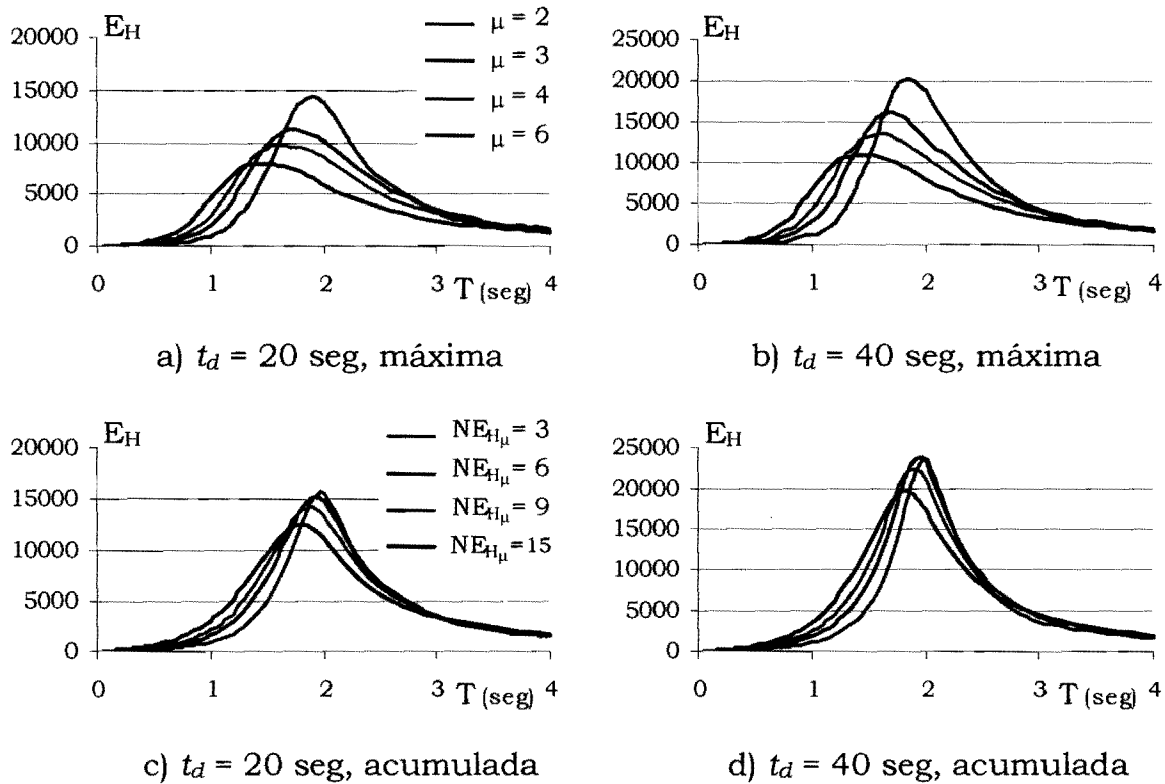 E_H
20000
15000
10000
5000
0
0 1 2 3 T (seg) 4
μ = 2
μ = 3
μ = 4
μ = 6
a) t_d = 20 seg, máxima
E_H
25000
20000
15000
10000
5000
0
0 1 2 3 T (seg) 4
b) t_d = 40 seg, máxima
E_H
20000
15000
10000
5000
0
0 1 2 3 T (seg) 4
NE_Hμ = 3
NE_Hμ = 6
NE_Hμ = 9
NE_Hμ = 15
c) t_d = 20 seg, acumulada
E_H
25000
20000
15000
10000
5000
0
0 1 2 3 T (seg) 4
d) t_d = 40 seg, acumulada